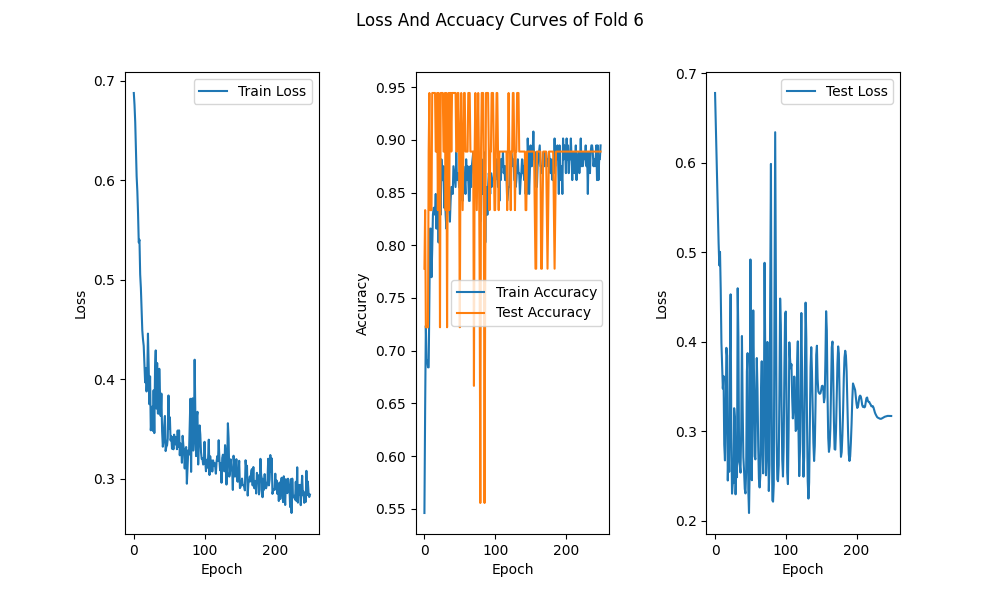 Loss And Accuacy Curves of Fold 6
0.7
0.6
0.5
0.4
0.3
Loss
0
100
200
Epoch
Train Loss
0.95
0.90
0.85
0.80
0.75
0.70
0.65
0.60
0.55
Accuracy
0
100
200
Epoch
Train Accuracy
Test Accuracy
0.7
0.6
0.5
0.4
0.3
0.2
Loss
0
100
200
Epoch
Test Loss